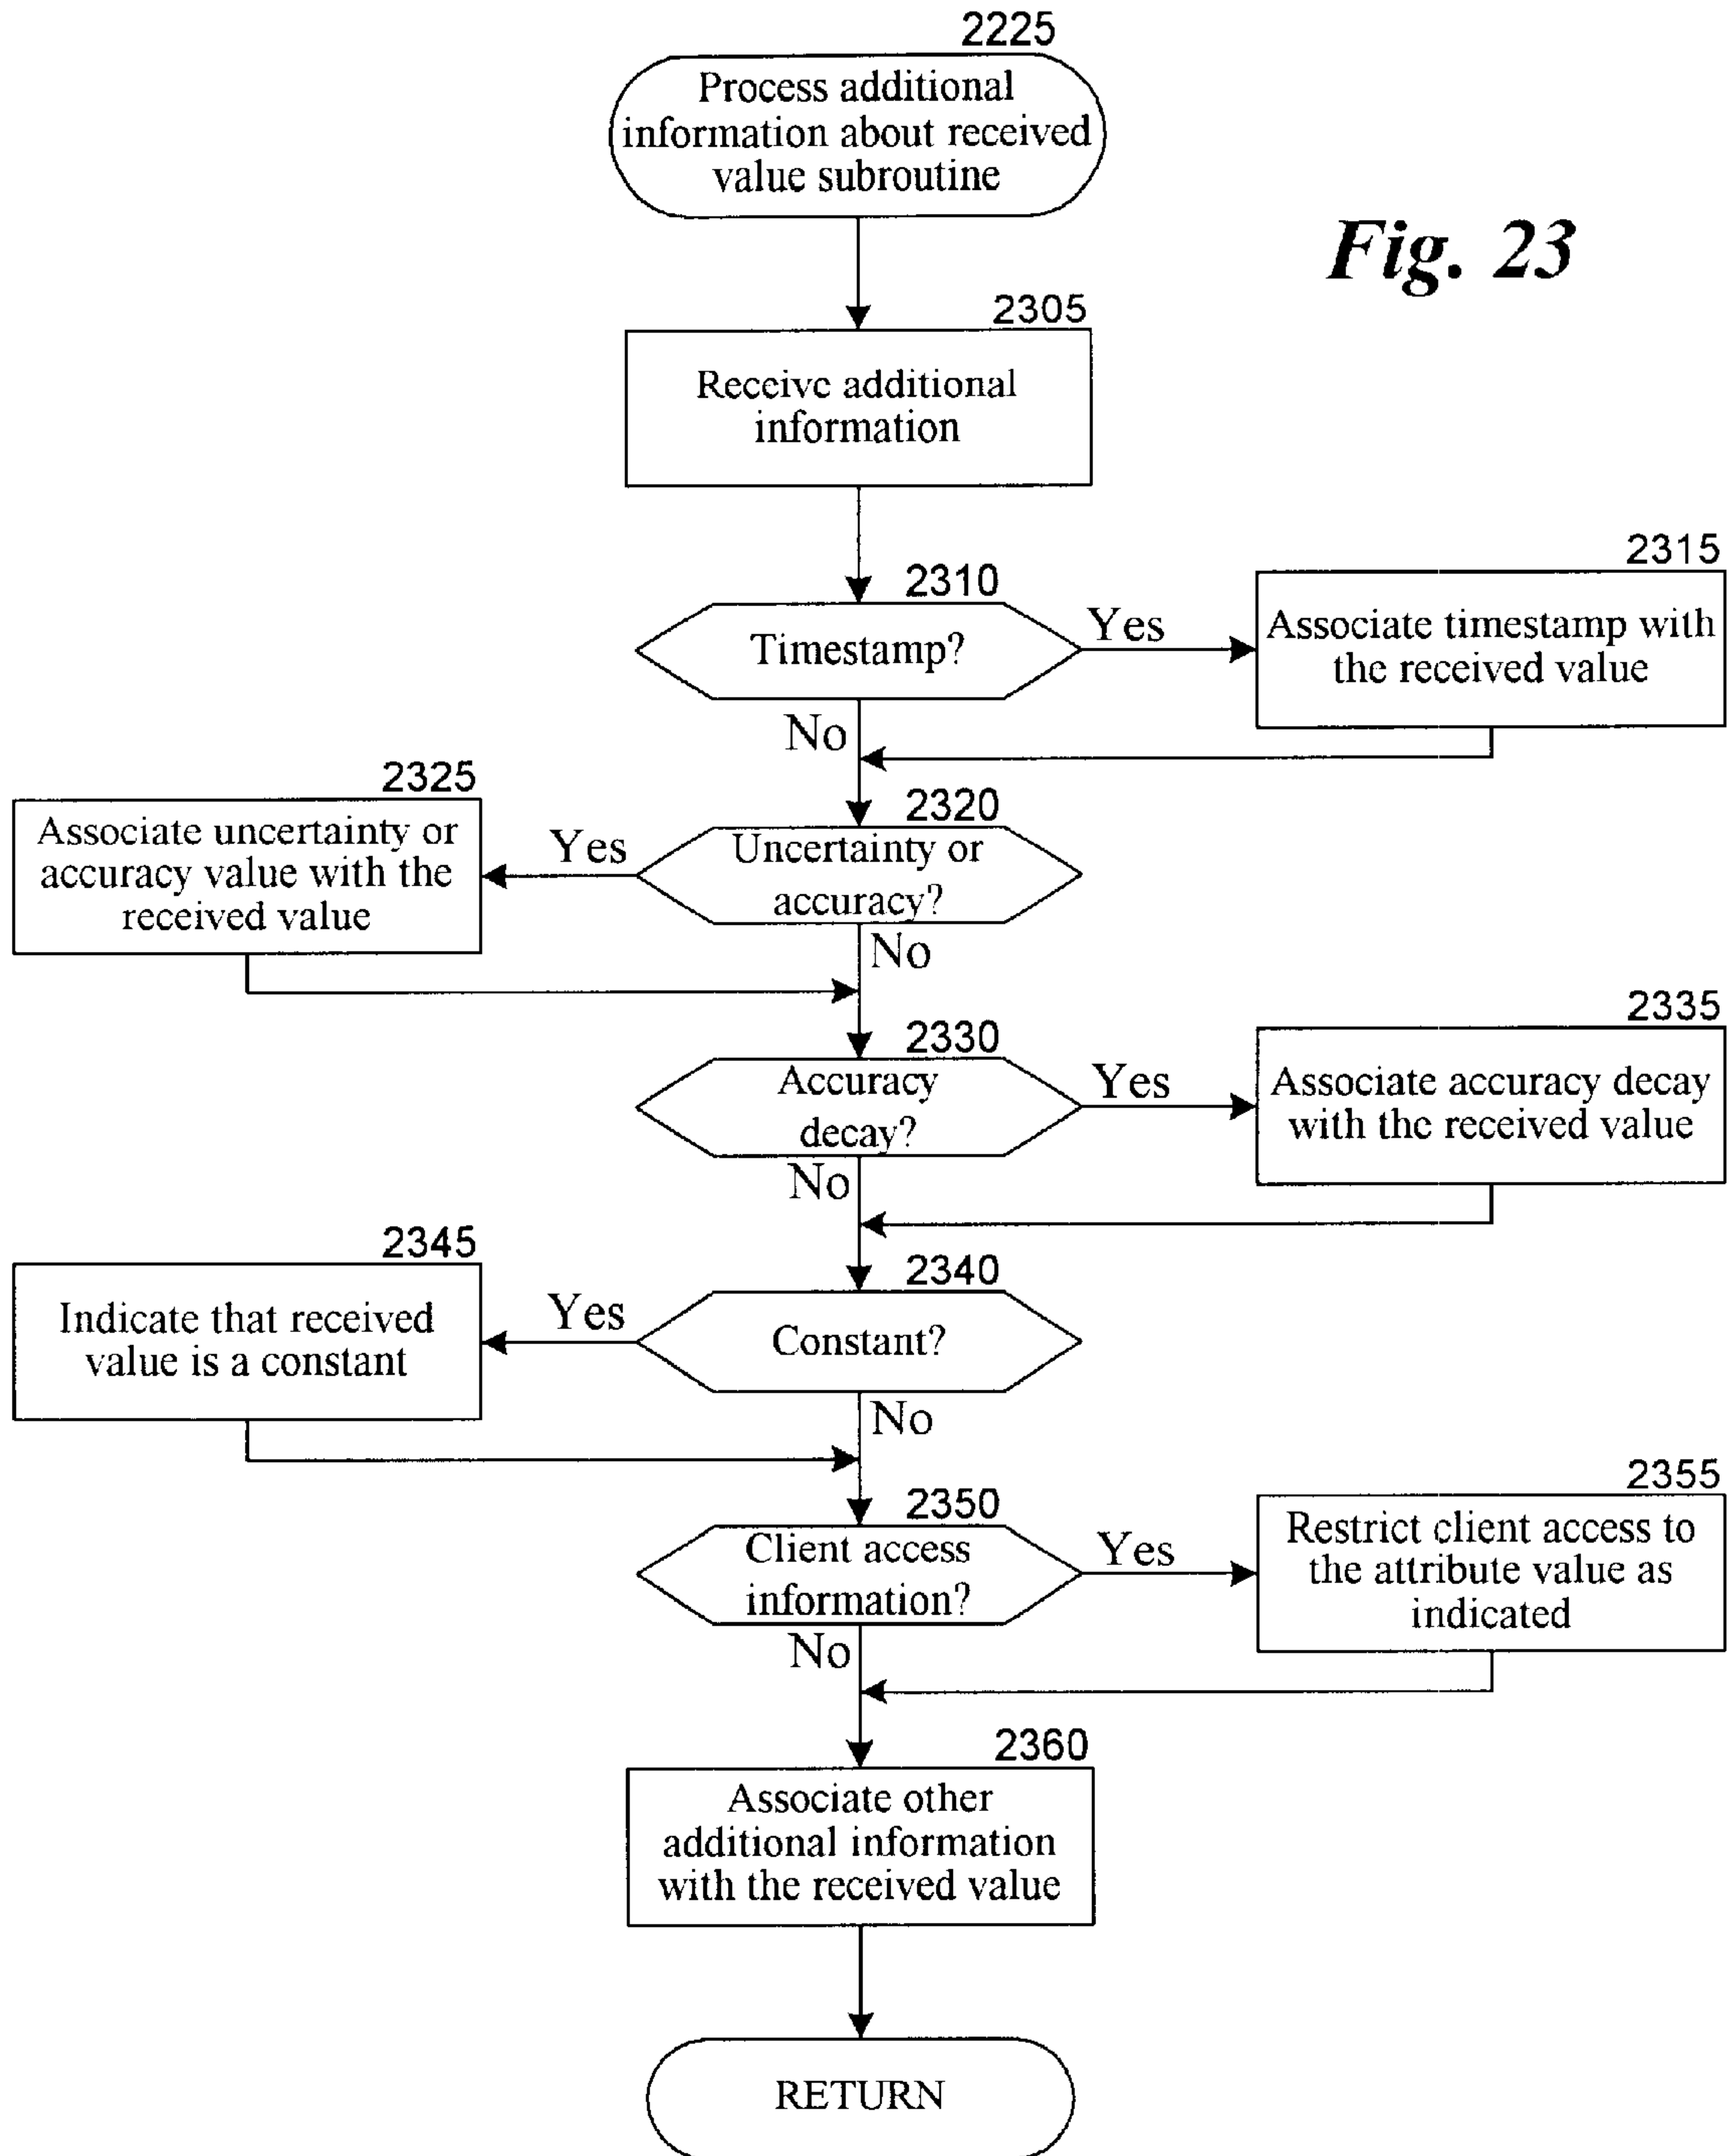 2225
Process additional
information about received
value subroutine
Fig. 23
2305
Receive additional
information
2310
Timestamp?
Yes
2315
Associate timestamp with
the received value
No
2320
Uncertainty or
accuracy?
Yes
2325
Associate uncertainty or
accuracy value with the
received value
No
2330
Accuracy
decay?
Yes
2335
Associate accuracy decay
with the received value
No
2340
Constant?
Yes
2345
Indicate that received
value is a constant
No
2350
Client access
information?
Yes
2355
Restrict client access to
the attribute value as
indicated
No
2360
Associate other
additional information
with the received value
RETURN